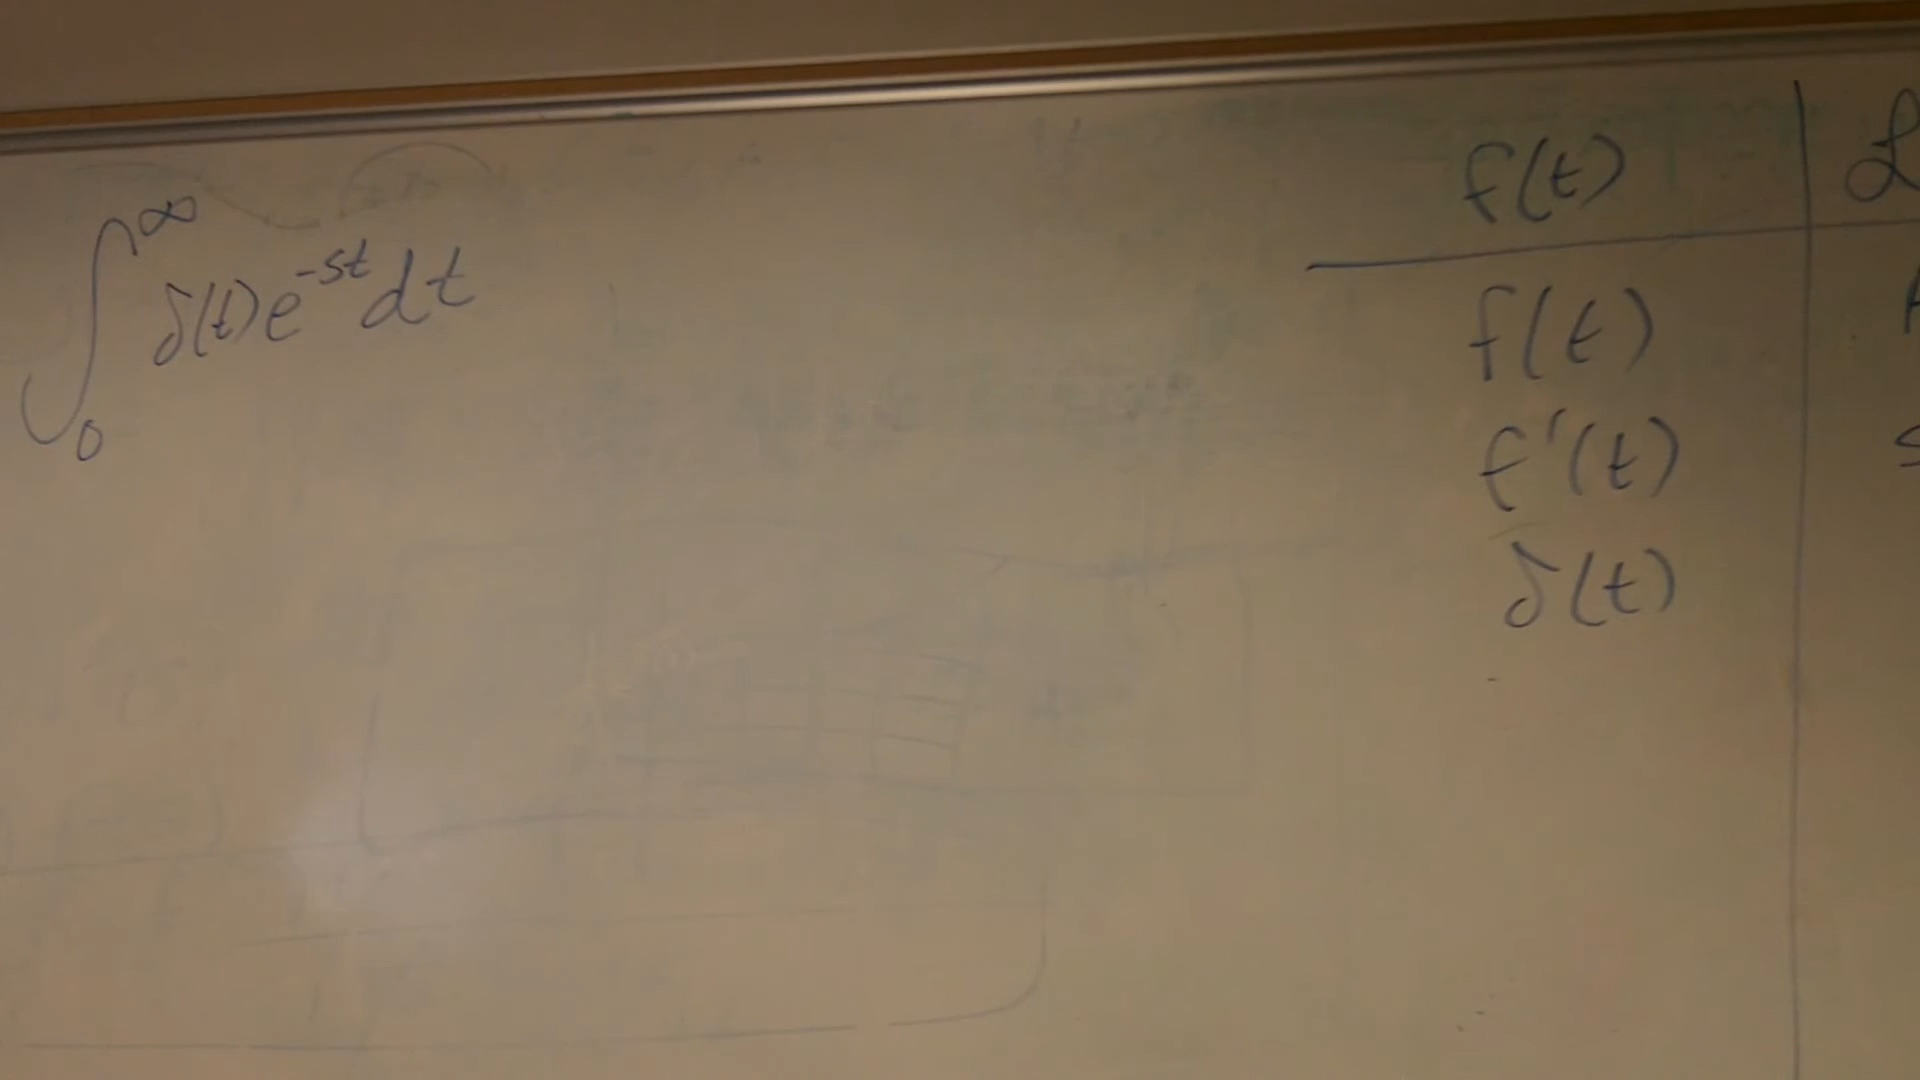 ∫₀^∞ δ(t)e^{-st}dt
f(t) ℒ
f(t)
f'(t) s
δ(t)